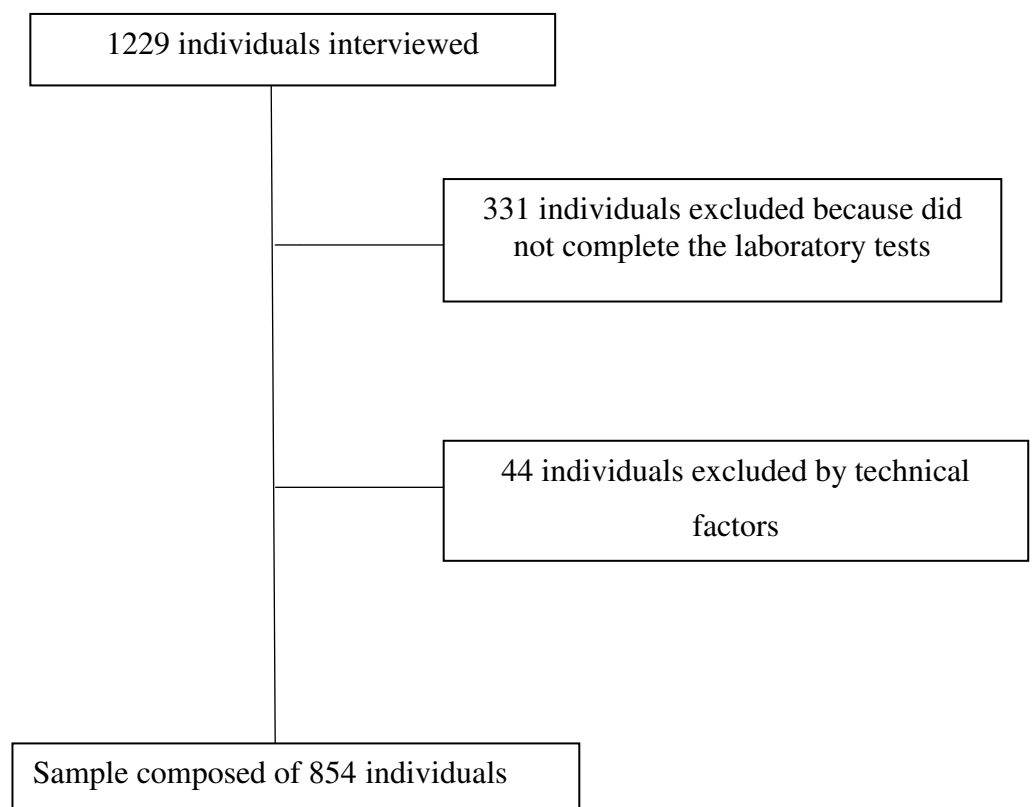 1229 individuals interviewed
331 individuals excluded because did
not complete the laboratory tests
44 individuals excluded by technical
factors
Sample composed of 854 individuals